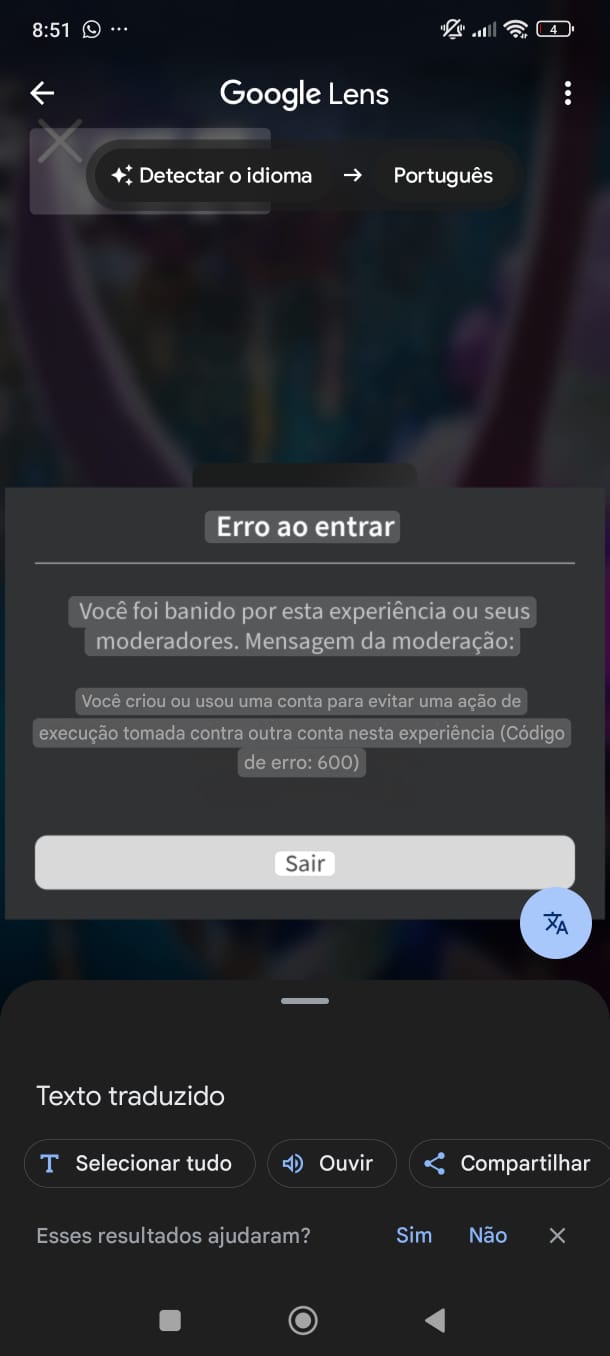 8:51
4
Google Lens
Detectar o idioma → Português
Erro ao entrar
Você foi banido por esta experiência ou seus
moderadores. Mensagem da moderação:
Você criou ou usou uma conta para evitar uma ação de
execução tomada contra outra conta nesta experiência (Código
de erro: 600)
Sair
Texto traduzido
Selecionar tudo
Ouvir
Compartilhar
Esses resultados ajudaram?
Sim
Não